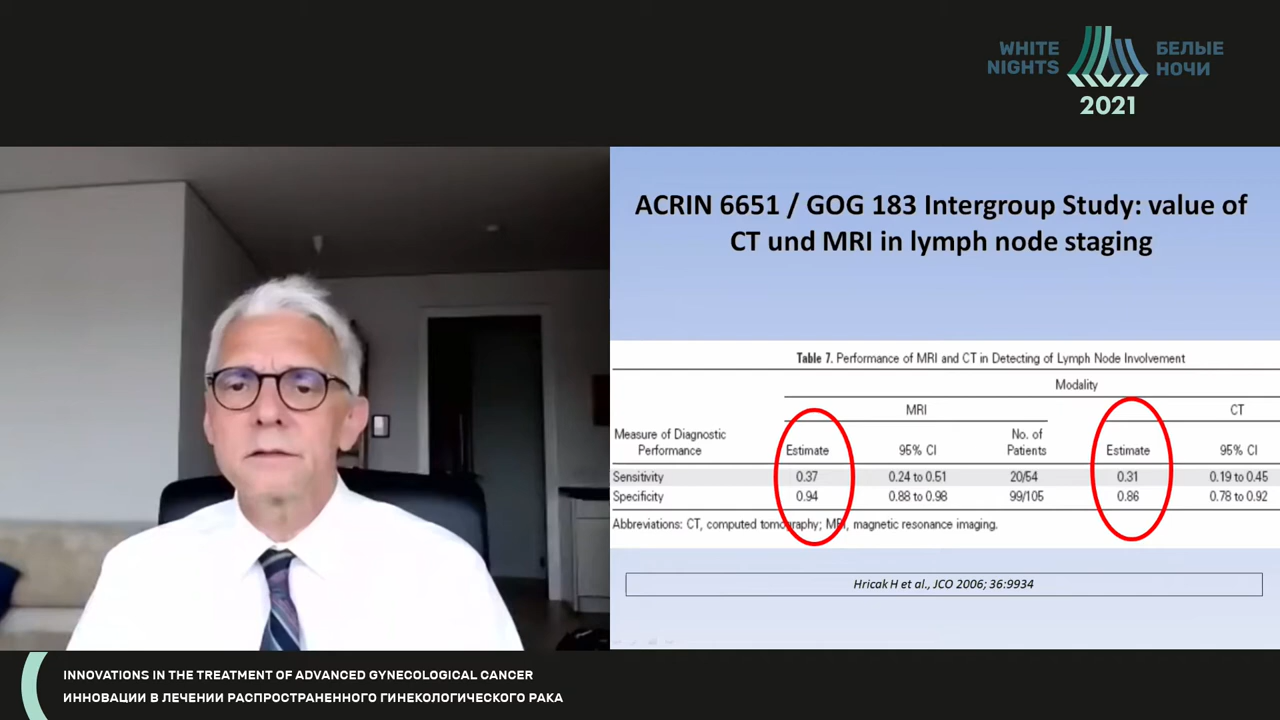 WHITE NIGHTS
БЕЛЫЕ НОЧИ
2021
ACRIN 6651 / GOG 183 Intergroup Study: value of
CT und MRI in lymph node staging
Table 7. Performance of MRI and CT in Detecting of Lymph Node Involvement
Modality
MRI CT
Measure of Diagnostic Performance Estimate 95% CI No. of Patients Estimate 95% CI
Sensitivity 0.37 0.24 to 0.51 20/54 0.31 0.19 to 0.45
Specificity 0.94 0.88 to 0.98 99/105 0.86 0.78 to 0.92
Abbreviations: CT, computed tomography; MRI, magnetic resonance imaging.
Hricak H et al., JCO 2006; 36:9934
INNOVATIONS IN THE TREATMENT OF ADVANCED GYNECOLOGICAL CANCER
ИННОВАЦИИ В ЛЕЧЕНИИ РАСПРОСТРАНЕННОГО ГИНЕКОЛОГИЧЕСКОГО РАКА